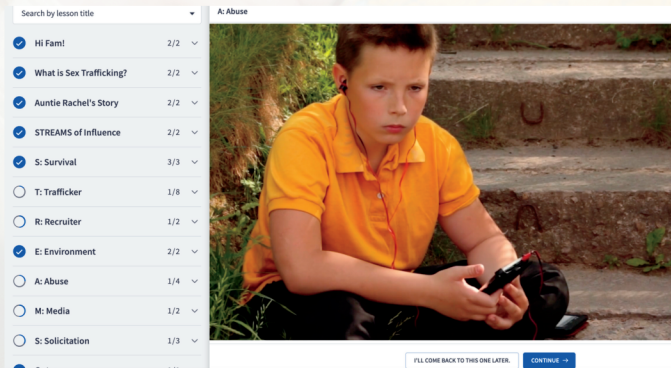 Search by lesson title
A: Abuse
Hi Fam! 2/2
What is Sex Trafficking? 2/2
Auntie Rachel's Story 2/2
STREAMS of Influence 2/2
S: Survival 3/3
T: Trafficker 1/8
R: Recruiter 1/2
E: Environment 2/2
A: Abuse 1/4
M: Media 1/2
S: Solicitation 1/3
I'LL COME BACK TO THIS ONE LATER. CONTINUE →